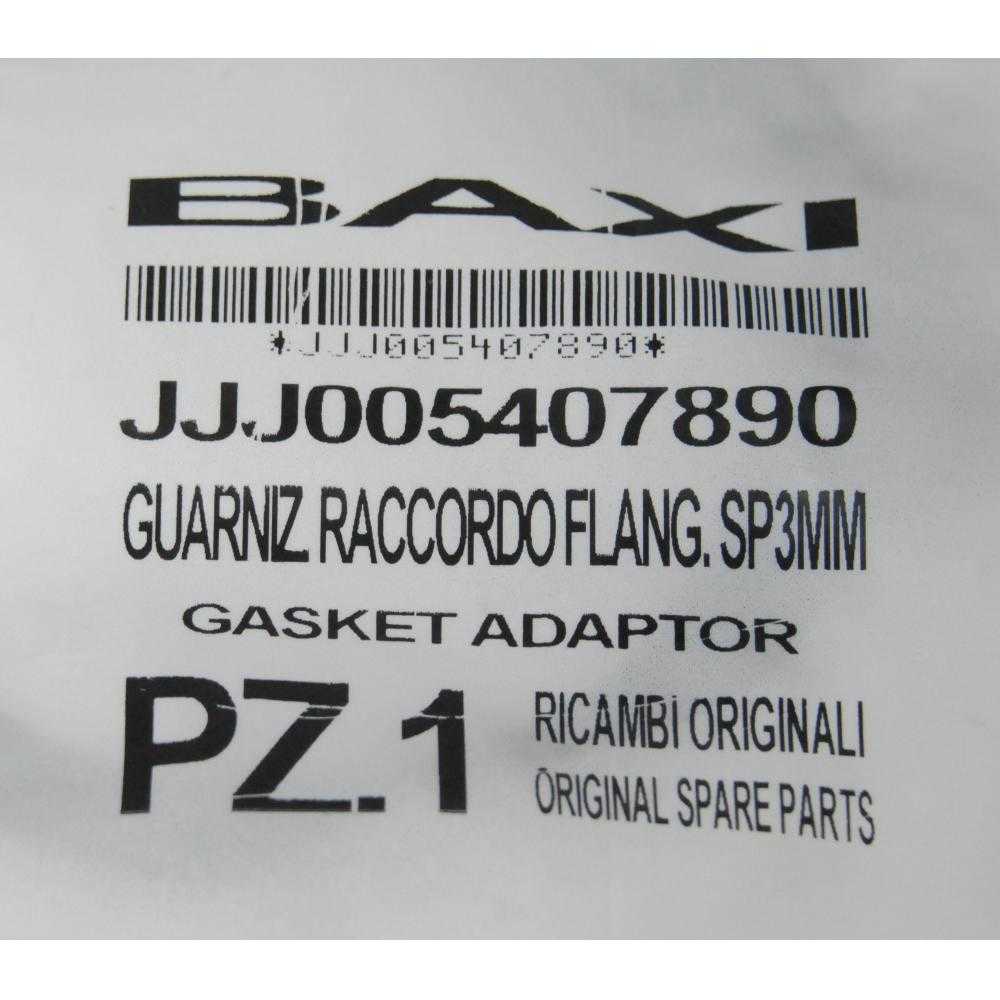 BAXI
*JJJ005407890*
JJJ005407890
GUARNIZ. RACCORDO FLANG. SP3MM
GASKET ADAPTOR
PZ.1
RICAMBI ORIGINALI
ORIGINAL SPARE PARTS